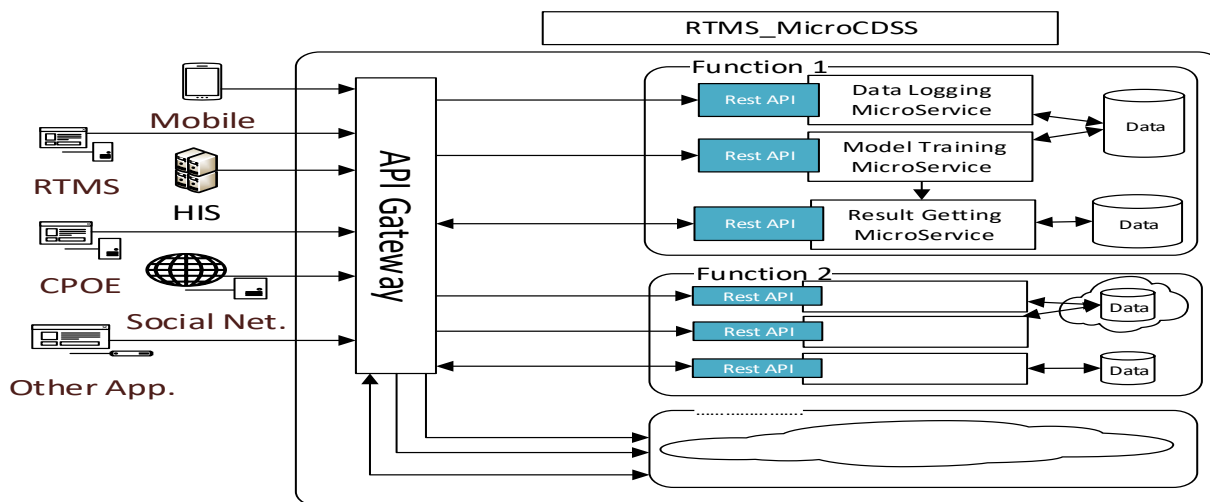 RTMS_MicroCDSS
Mobile
RTMS
HIS
CPOE
Social Net.
Other App.
API Gateway
Function 1
Rest API
Data Logging
MicroService
Data
Rest API
Model Training
MicroService
Rest API
Result Getting
MicroService
Data
Function 2
Rest API
Data
Rest API
Rest API
Data
...................